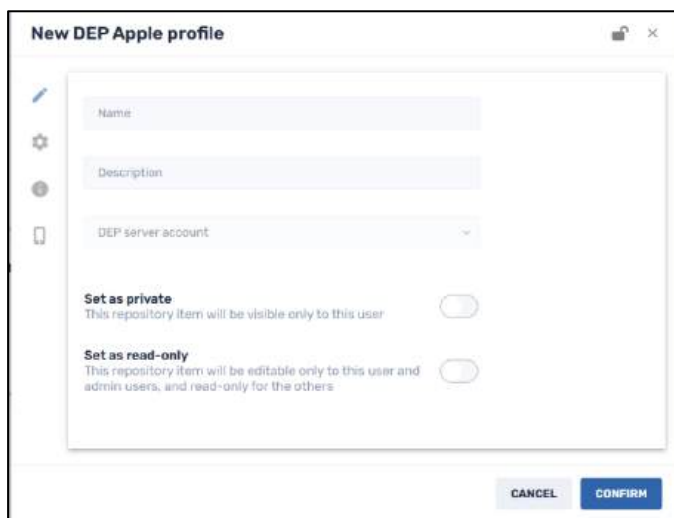 New DEP Apple profile
Name
Description
DEP server account
Set as private
This repository item will be visible only to this user
Set as read-only
This repository item will be editable only to this user and
admin users, and read-only for the others
CANCEL
CONFIRM